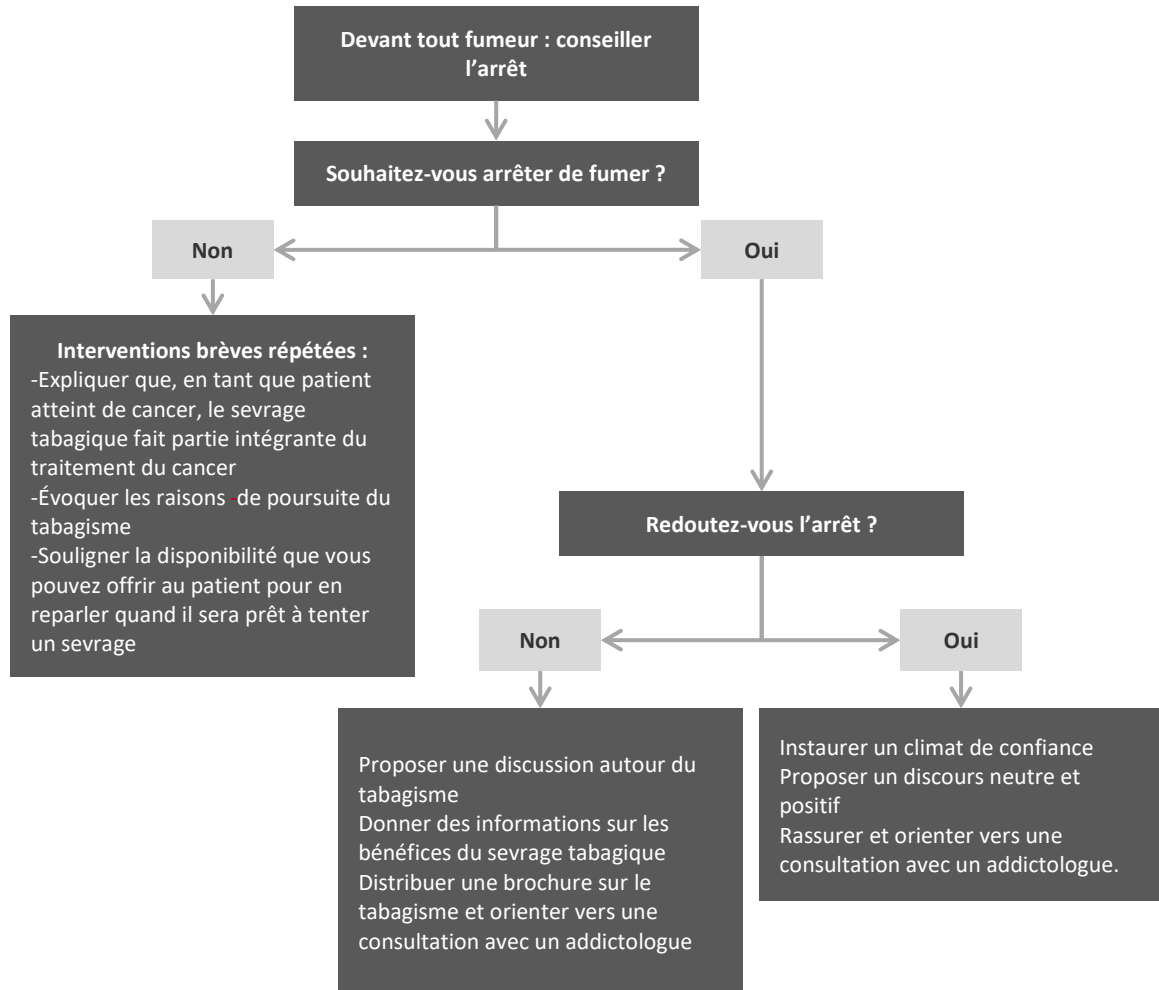 Devant tout fumeur : conseiller
l’arrêt
Souhaitez-vous arrêter de fumer ?
Non
Oui
Interventions brèves répétées :
-Expliquer que, en tant que patient
atteint de cancer, le sevrage
tabagique fait partie intégrante du
traitement du cancer
-Évoquer les raisons -de poursuite du
tabagisme
-Souligner la disponibilité que vous
pouvez offrir au patient pour en
reparler quand il sera prêt à tenter
un sevrage
Redoutez-vous l’arrêt ?
Non
Oui
Proposer une discussion autour du
tabagisme
Donner des informations sur les
bénéfices du sevrage tabagique
Distribuer une brochure sur le
tabagisme et orienter vers une
consultation avec un addictologue
Instaurer un climat de confiance
Proposer un discours neutre et
positif
Rassurer et orienter vers une
consultation avec un addictologue.